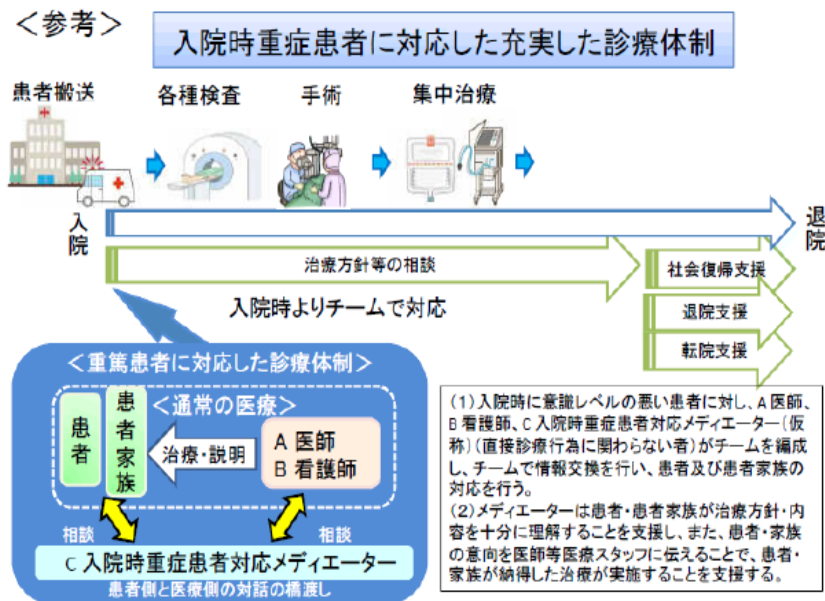 ＜参考＞
入院時重症患者に対応した充実した診療体制
患者搬送
各種検査
手術
集中治療
入院
退院
治療方針等の相談
社会復帰支援
入院時よりチームで対応
退院支援
転院支援
＜重篤患者に対応した診療体制＞
＜通常の医療＞
患者
患者家族
治療・説明
A 医師
B 看護師
相談
相談
C 入院時重症患者対応メディエーター
患者側と医療側の対話の橋渡し
(1)入院時に意識レベルの悪い患者に対し、A 医師、
B 看護師、C 入院時重症患者対応メディエーター(仮
称)(直接診療行為に関わらない者)がチームを編成
し、チームで情報交換を行い、患者及び患者家族の
対応を行う。
(2)メディエーターは患者・患者家族が治療方針・内
容を十分に理解することを支援し、また、患者・家族
の意向を医師等医療スタッフに伝えることで、患者・
家族が納得した治療が実施することを支援する。